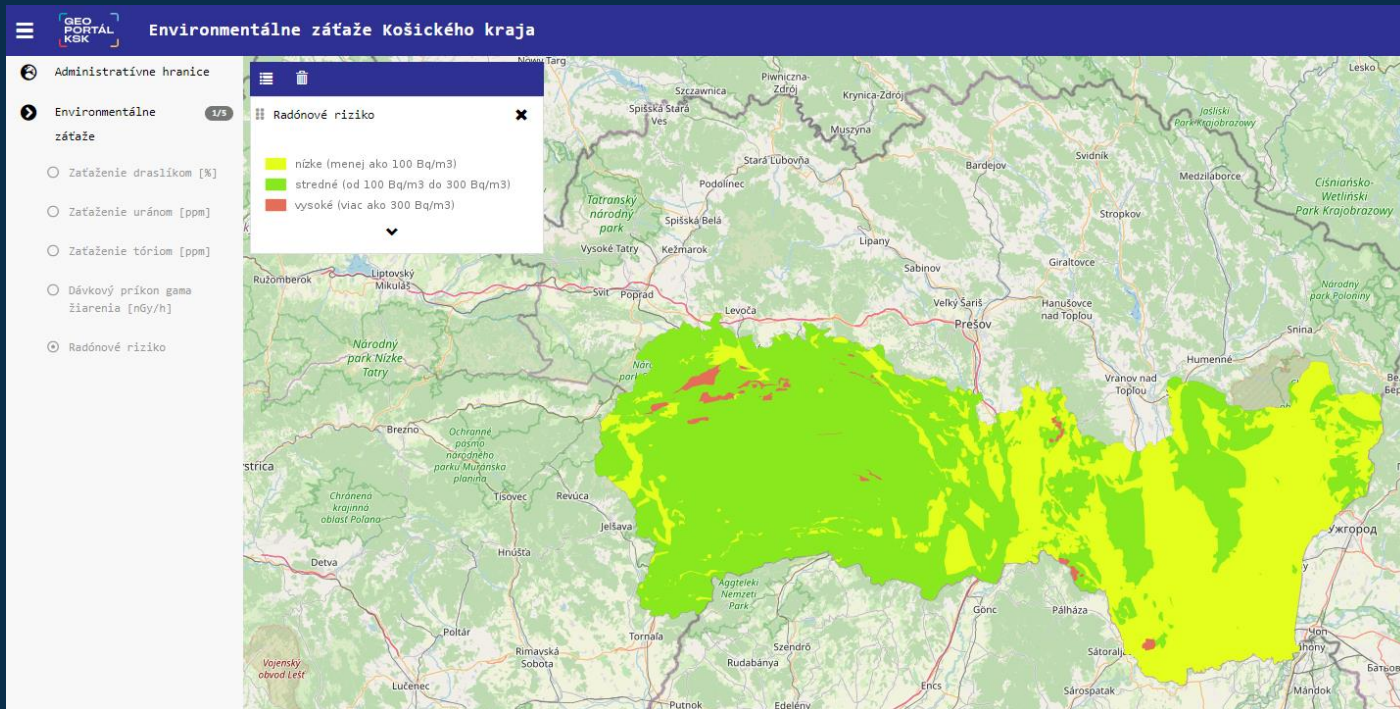 GEO
PORTÁL
KSK
Environmentálne záťaže Košického kraja
Administratívne hranice
Environmentálne
záťaže
1/5
Zaťaženie draslíkom [%]
Zaťaženie uránom [ppm]
Zaťaženie tóriom [ppm]
Dávkový príkon gama
žiarenia [nGy/h]
Radónové riziko
Radónové riziko
nízke (menej ako 100 Bq/m3)
stredné (od 100 Bq/m3 do 300 Bq/m3)
vysoké (viac ako 300 Bq/m3)
Nowy Targ
Szczawnica
Piwniczna-
Zdrój
Krynica-Zdrój
Lesko
Spišská Stará
Ves
Muszyna
Jaśliski
Park Krajobrazowy
Stará Ľubovňa
Bardejov
Svidník
Medzilaborce
Ciśniańsko-
Wetliński
Park Krajobrazowy
Podolínec
Tatranský
národný
park
Spišská Belá
Stropkov
Vysoké Tatry
Kežmarok
Lipany
Sabinov
Giraltovce
Ružomberok
Liptovský
Mikuláš
Svit
Poprad
Národný
park Poloniny
Levoča
Veľký Šariš
Prešov
Hanušovce
nad Topľou
Snina
Národný
park Nízke
Tatry
Humenné
Vranov nad
Topľou
Brezno
Ochranné
pásmo
národného
parku Muránska
planina
Tisovec
Revúca
Chránená
krajinná
oblasť Poľana
Jelšava
Ужгород
Hnúšťa
Detva
Aggteleki
Nemzeti
Park
Gönc
Pálháza
Poltár
Tornaľa
Rimavská
Sobota
Szendrő
Rudabánya
Vojenský
obvod Lešť
Lučenec
Encs
Sárospatak
Mándok
Putnok
Edelény